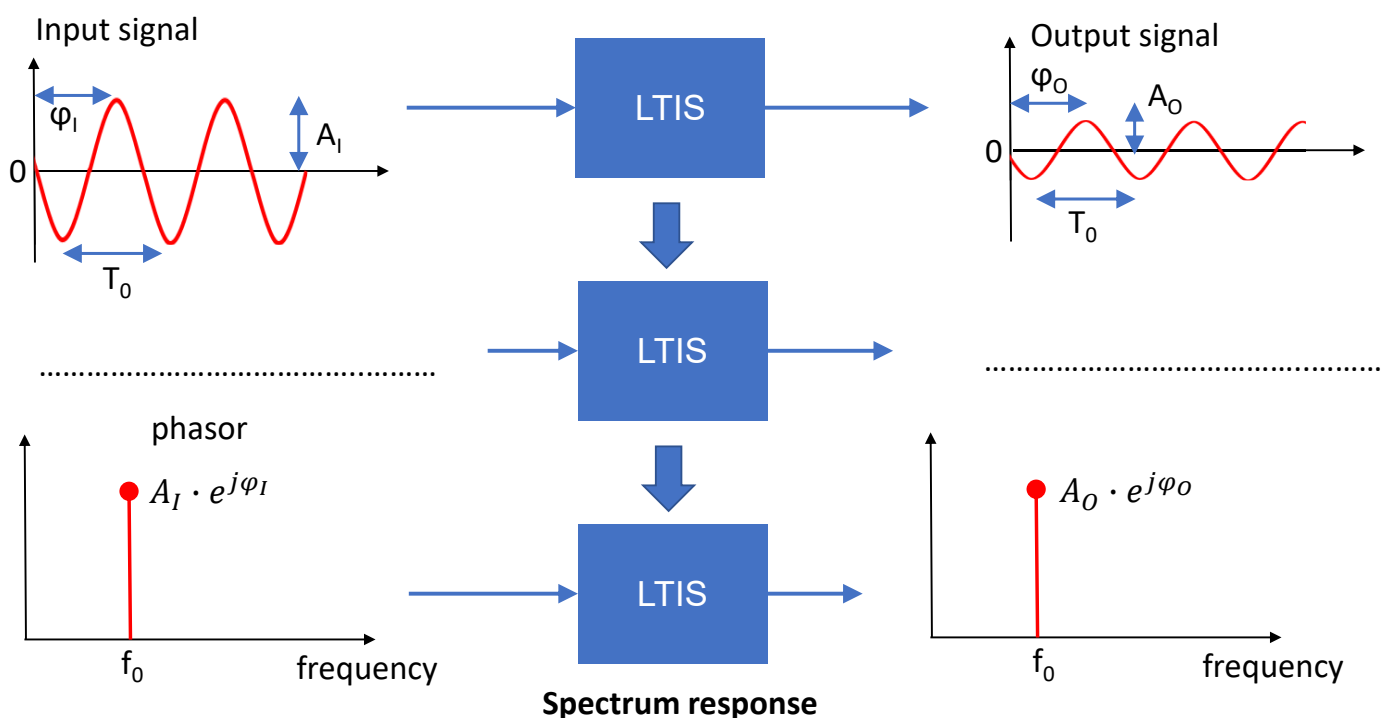 Input signal
φI
AI
0
T0
LTIS
Output signal
φO
AO
0
T0
LTIS
................................................
................................................
phasor
AI · e^jφI
f0
frequency
LTIS
Spectrum response
AO · e^jφO
f0
frequency